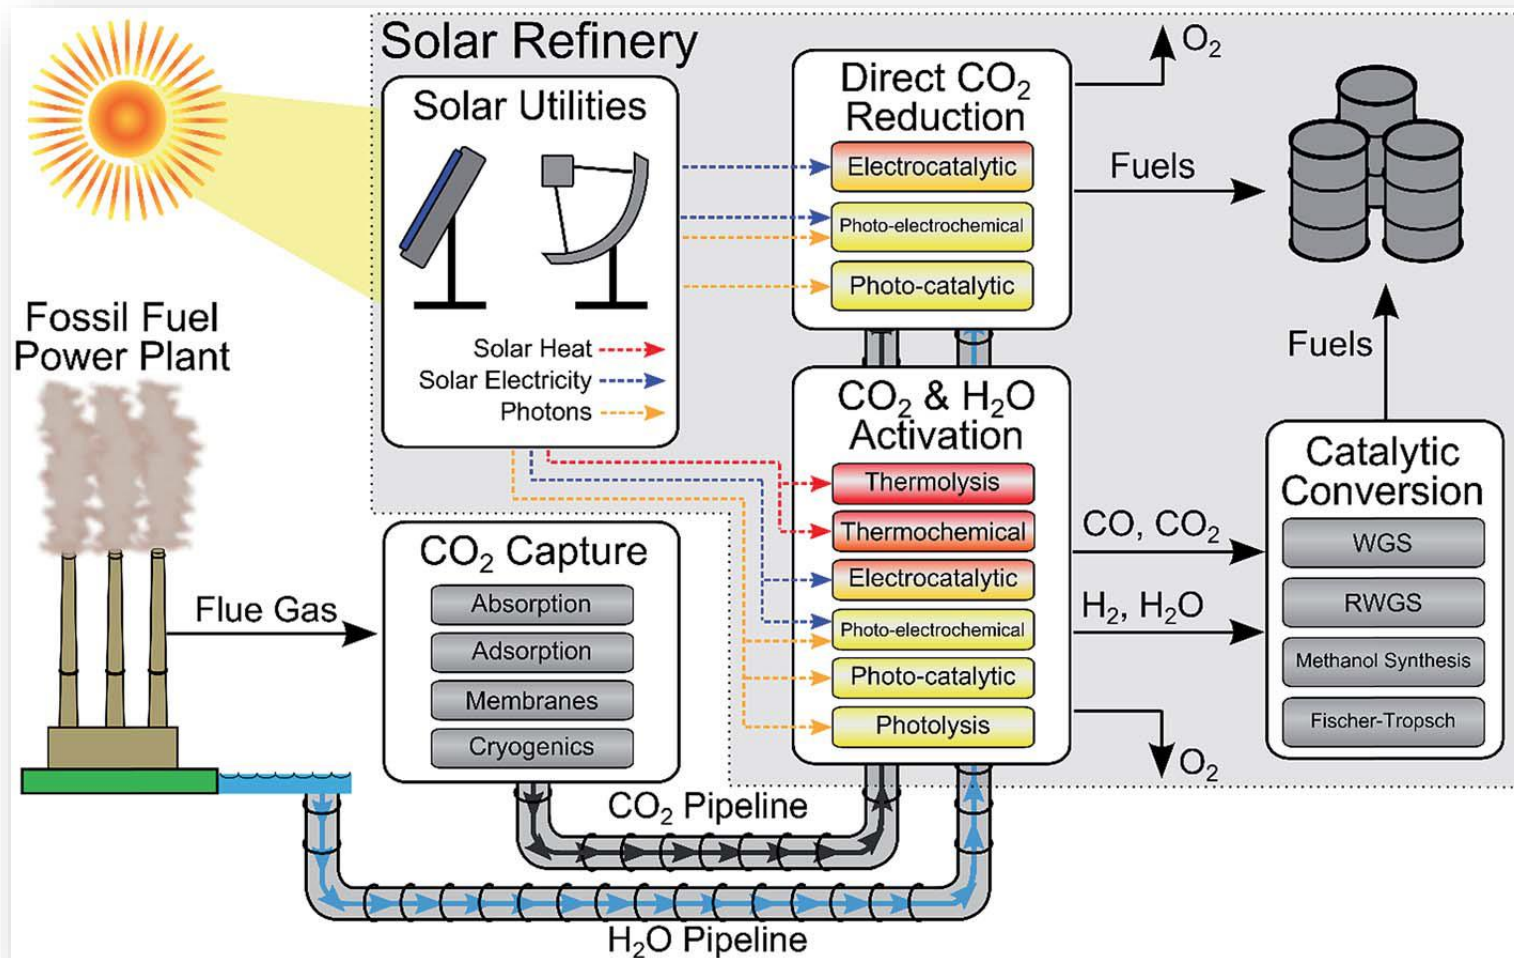 Solar Refinery
Solar Utilities
Solar Heat
Solar Electricity
Photons
Direct CO₂
Reduction
Electrocatalytic
Photo-electrochemical
Photo-catalytic
O₂
Fuels
Fossil Fuel
Power Plant
Flue Gas
CO₂ Capture
Absorption
Adsorption
Membranes
Cryogenics
CO₂ & H₂O
Activation
Thermolysis
Thermochemical
Electrocatalytic
Photo-electrochemical
Photo-catalytic
Photolysis
CO, CO₂
H₂, H₂O
O₂
Fuels
Catalytic
Conversion
WGS
RWGS
Methanol Synthesis
Fischer-Tropsch
CO₂ Pipeline
H₂O Pipeline